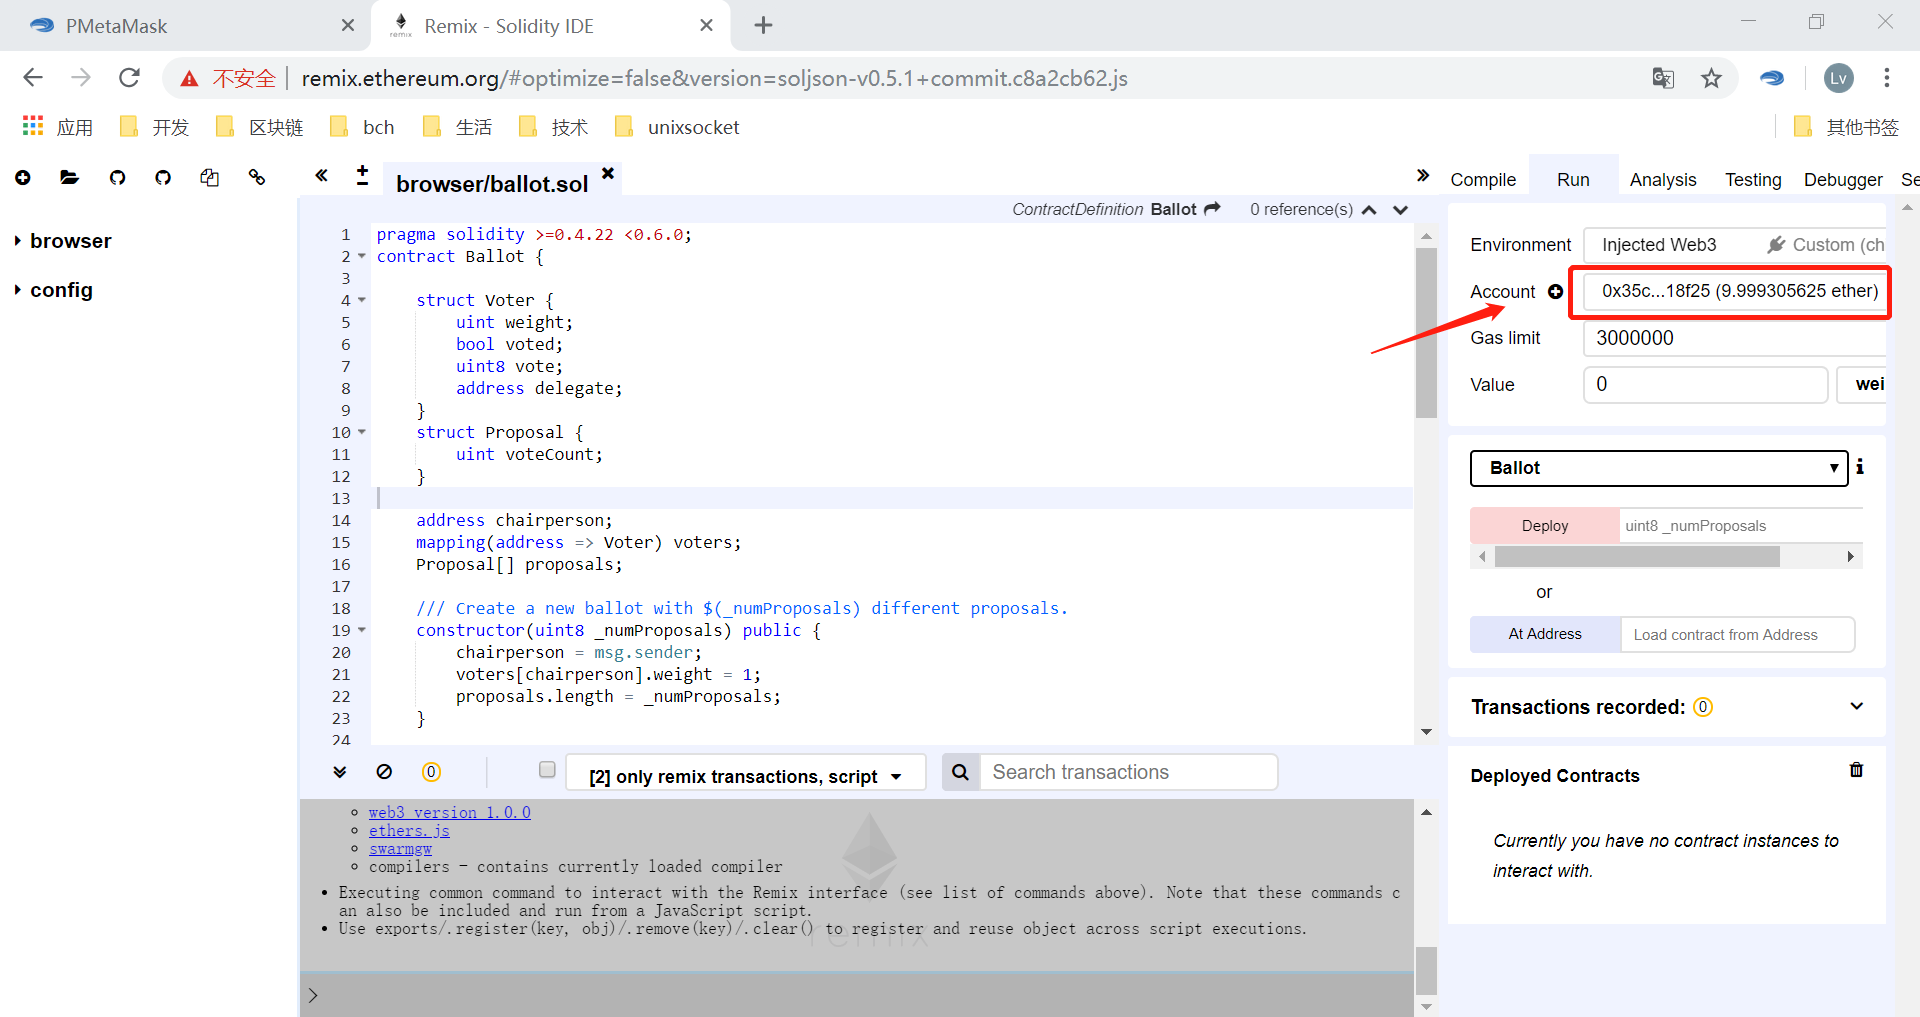 PMetaMask
Remix - Solidity IDE
remix
不安全 remix.ethereum.org/#optimize=false&version=soljson-v0.5.1+commit.c8a2cb62.js
Lv
应用 开发 区块链 bch 生活 技术 unixsocket 其他书签
browser/ballot.sol
Compile Run Analysis Testing Debugger Se
browser
config
ContractDefinition Ballot 0 reference(s)
1 pragma solidity >=0.4.22 <0.6.0;
2 contract Ballot {
3
4 struct Voter {
5 uint weight;
6 bool voted;
7 uint8 vote;
8 address delegate;
9 }
10 struct Proposal {
11 uint voteCount;
12 }
13
14 address chairperson;
15 mapping(address => Voter) voters;
16 Proposal[] proposals;
17
18 /// Create a new ballot with $(_numProposals) different proposals.
19 constructor(uint8 _numProposals) public {
20 chairperson = msg.sender;
21 voters[chairperson].weight = 1;
22 proposals.length = _numProposals;
23 }
24
0
[2] only remix transactions, script
Search transactions
web3 version 1.0.0
ethers.js
swarmgw
compilers - contains currently loaded compiler
Executing common command to interact with the Remix interface (see list of commands above). Note that these commands c
an also be included and run from a JavaScript script.
Use exports/.register(key, obj)/.remove(key)/.clear() to register and reuse object across script executions.
remix
>
Environment Injected Web3 Custom (ch
Account 0x35c...18f25 (9.999305625 ether)
Gas limit 3000000
Value 0 wei
Ballot
Deploy uint8 _numProposals
or
At Address Load contract from Address
Transactions recorded: 0
Deployed Contracts
Currently you have no contract instances to
interact with.